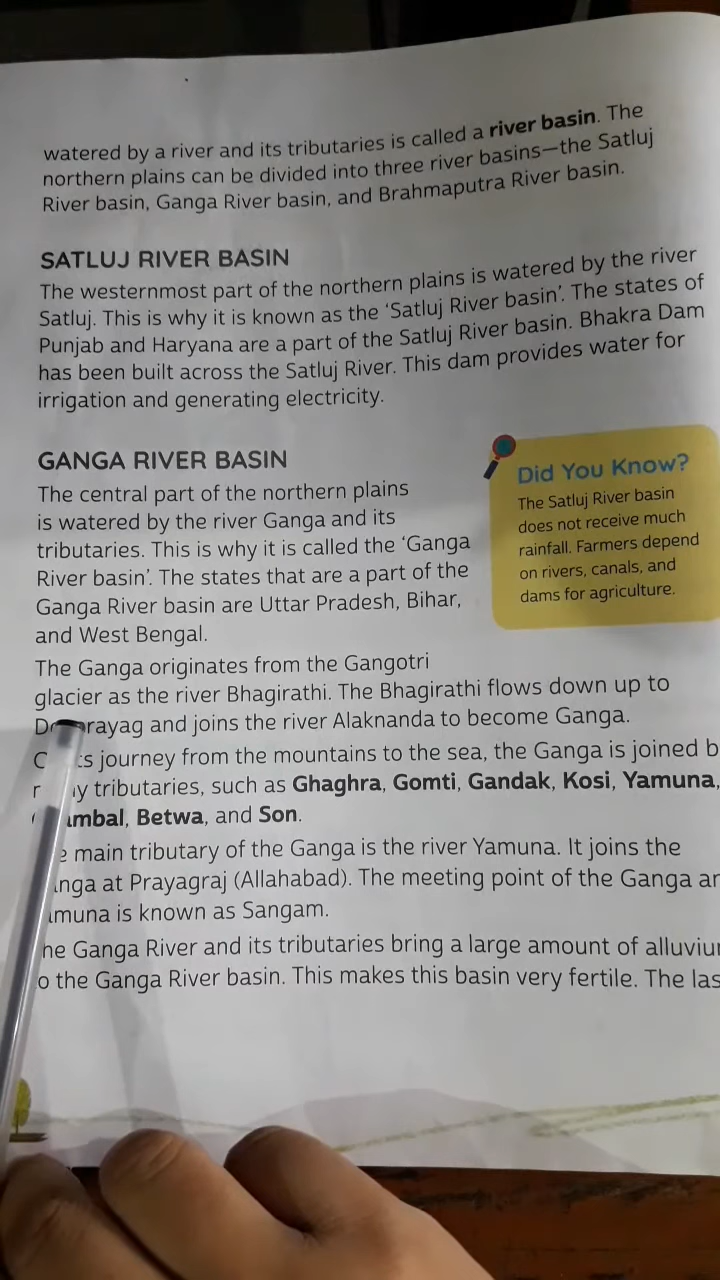 watered by a river and its tributaries is called a river basin. The
northern plains can be divided into three river basins—the Satluj
River basin, Ganga River basin, and Brahmaputra River basin.
SATLUJ RIVER BASIN
The westernmost part of the northern plains is watered by the river
Satluj. This is why it is known as the ‘Satluj River basin’. The states of
Punjab and Haryana are a part of the Satluj River basin. Bhakra Dam
has been built across the Satluj River. This dam provides water for
irrigation and generating electricity.
GANGA RIVER BASIN
The central part of the northern plains
is watered by the river Ganga and its
tributaries. This is why it is called the ‘Ganga
River basin’. The states that are a part of the
Ganga River basin are Uttar Pradesh, Bihar,
and West Bengal.
Did You Know?
The Satluj River basin
does not receive much
rainfall. Farmers depend
on rivers, canals, and
dams for agriculture.
The Ganga originates from the Gangotri
glacier as the river Bhagirathi. The Bhagirathi flows down up to
and joins the river Alaknanda to become Ganga.
journey from the mountains to the sea, the Ganga is joined
tributaries, such as Ghaghra, Gomti, Gandak, Kosi, Yamuna,
Betwa, and Son.
main tributary of the Ganga is the river Yamuna. It joins the
at Prayagraj (Allahabad). The meeting point of the Ganga
is known as Sangam.
Ganga River and its tributaries bring a large amount of
the Ganga River basin. This makes this basin very fertile. The